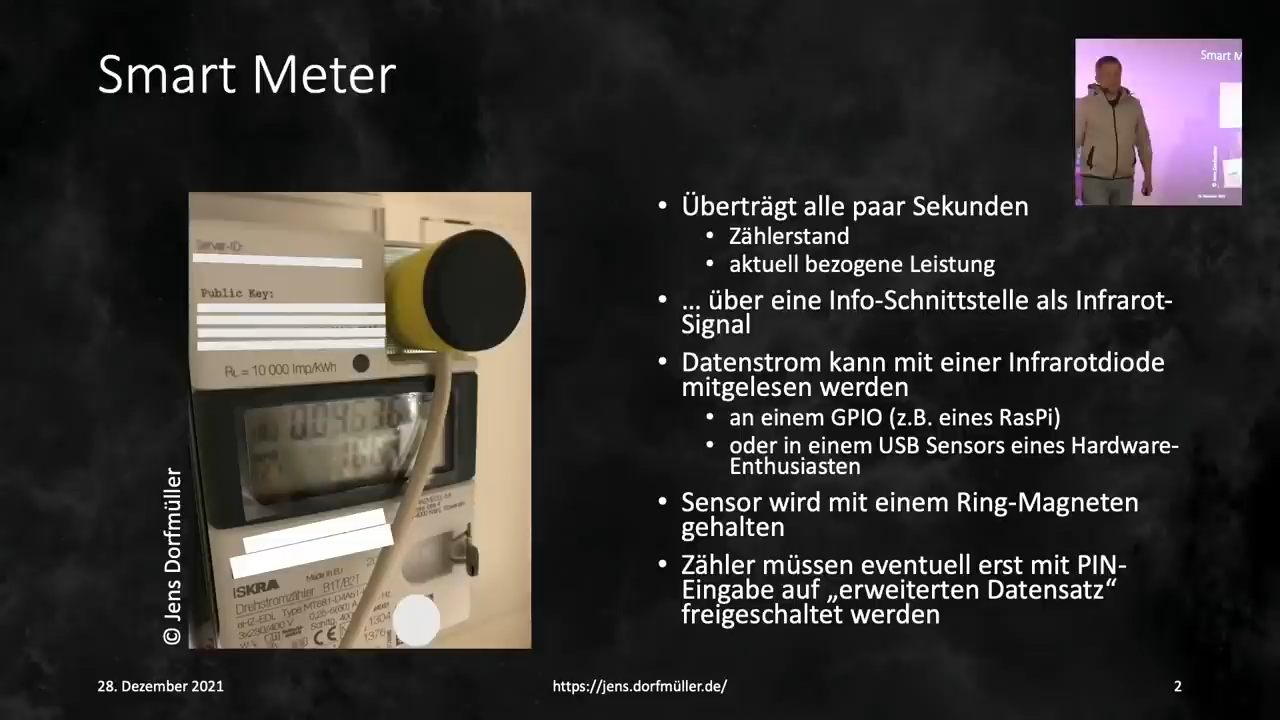 Smart Meter
Smart M
Server-ID:
Public Key:
RL = 10 000 Imp/kWh
ISKRA
Made in EU
Drehstromzähler
© Jens Dorfmüller
• Überträgt alle paar Sekunden
• Zählerstand
• aktuell bezogene Leistung
• … über eine Info-Schnittstelle als Infrarot-
Signal
• Datenstrom kann mit einer Infrarotdiode
mitgelesen werden
• an einem GPIO (z.B. eines RasPi)
• oder in einem USB Sensors eines Hardware-
Enthusiasten
• Sensor wird mit einem Ring-Magneten
gehalten
• Zähler müssen eventuell erst mit PIN-
Eingabe auf „erweiterten Datensatz“
freigeschaltet werden
28. Dezember 2021
https://jens.dorfmüller.de/
2